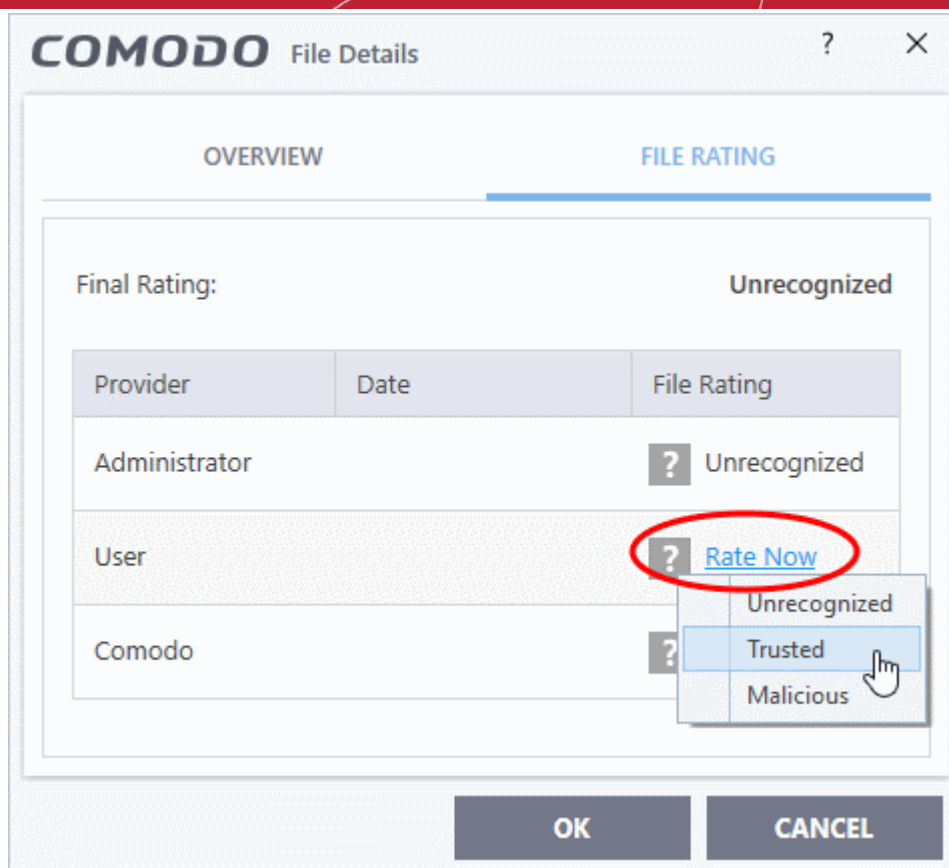 COMODO File Details ? ×
OVERVIEW FILE RATING
Final Rating: Unrecognized
Provider Date File Rating
Administrator ? Unrecognized
User ? Rate Now
Unrecognized
Comodo ? Trusted
Malicious
OK CANCEL